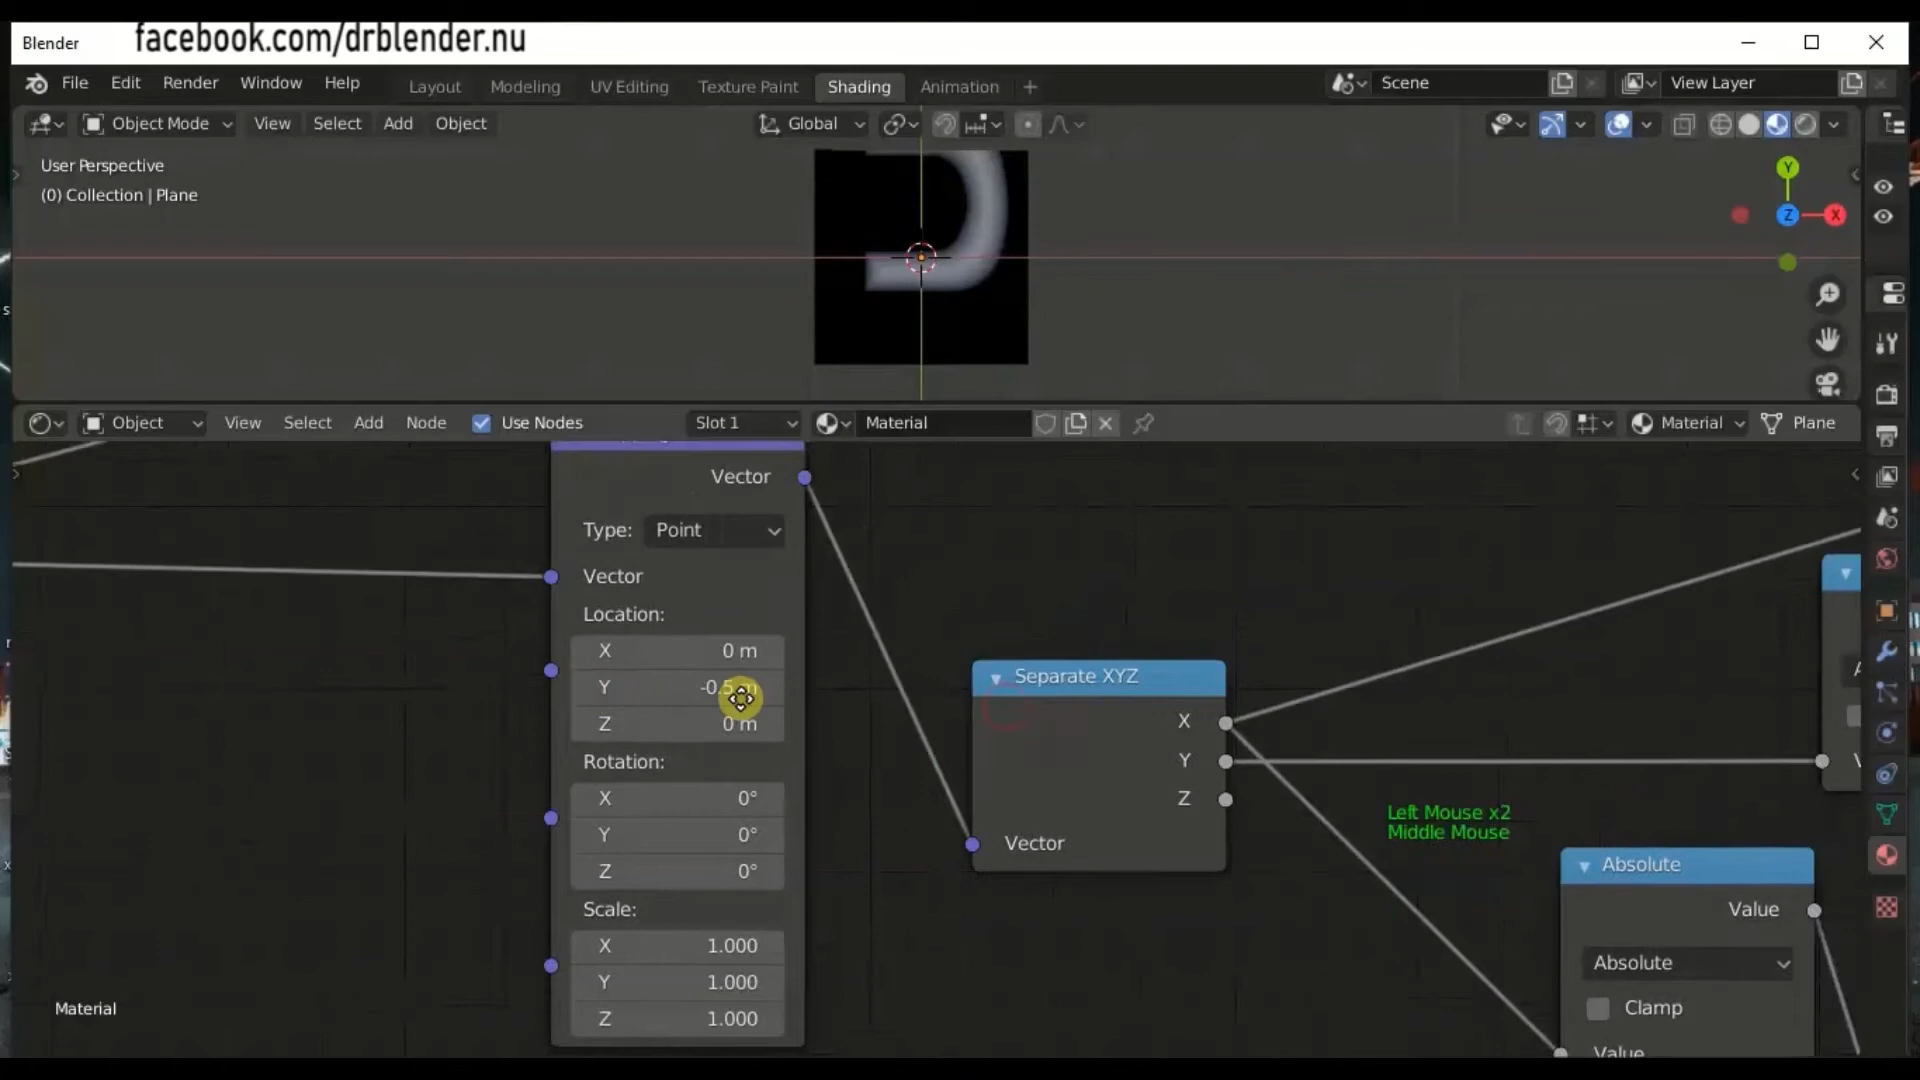 Blender facebook.com/drblender.nu
File Edit Render Window Help Layout Modeling UV Editing Texture Paint Shading Animation + Scene View Layer
Object Mode View Select Add Object Global
User Perspective
(0) Collection | Plane
Y
Z
X
Object View Select Add Node Use Nodes Slot 1 Material Material Plane
Vector
Type: Point
Vector
Location:
X 0 m
Y -0.5 m
Z 0 m
Rotation:
X 0°
Y 0°
Z 0°
Scale:
X 1.000
Y 1.000
Z 1.000
Separate XYZ
X
Y
Z
Vector
Left Mouse x2
Middle Mouse
Absolute
Value
Absolute
Clamp
Value
Material